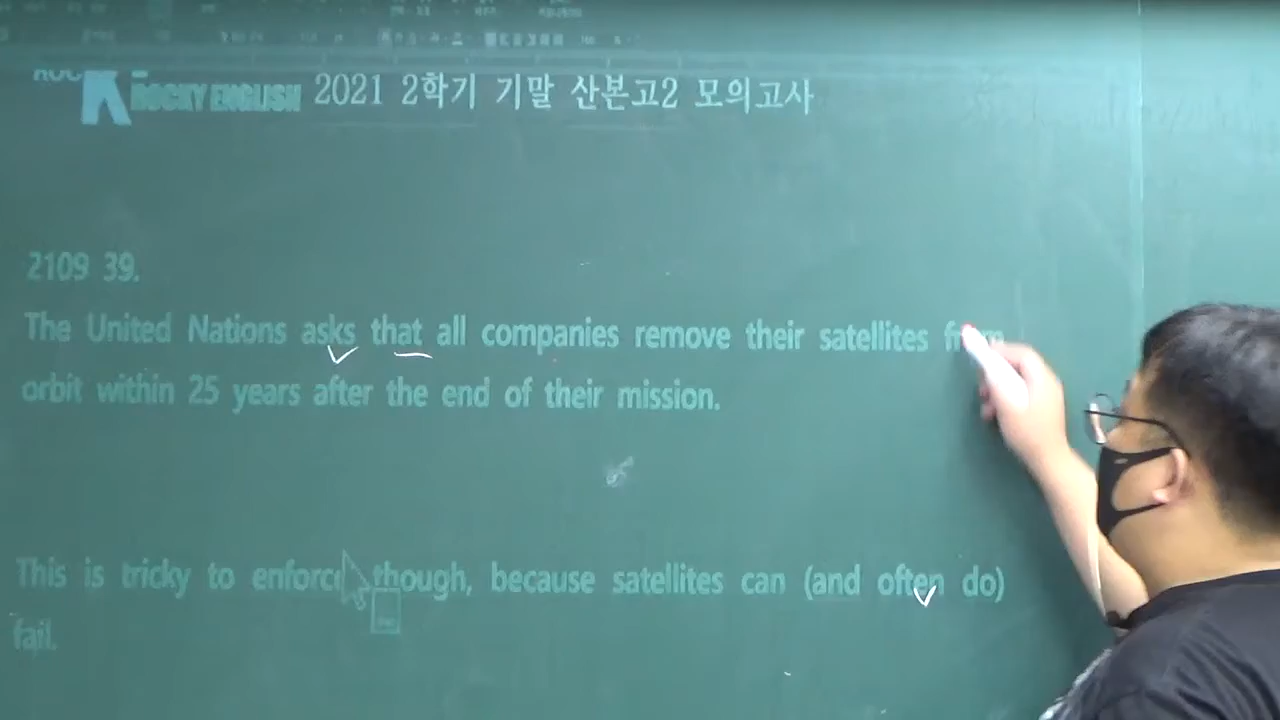 ROCKY ENGLISH 2021 2학기 기말 산본고2 모의고사
2109 39.
The United Nations asks that all companies remove their satellites from
orbit within 25 years after the end of their mission.
This is tricky to enforce though, because satellites can (and often do)
fail.